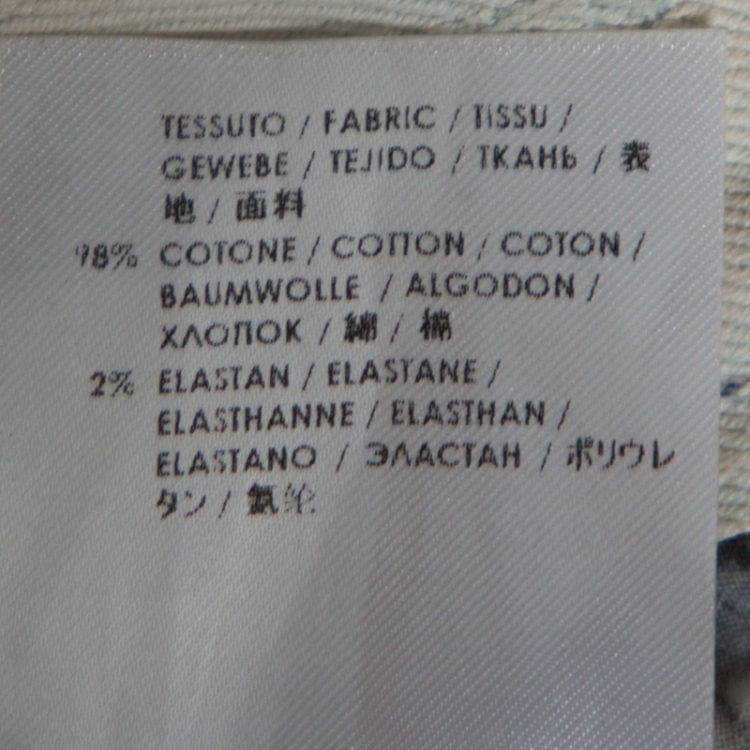 TESSUTO / FABRIC / TISSU /
GEWEBE / TEJIDO / ТКАНЬ / 表
地 / 面料
98% COTONE / COTTON / COTON /
BAUMWOLLE / ALGODON /
ХЛОПОК / 綿 / 棉
2% ELASTAN / ELASTANE /
ELASTHANNE / ELASTHAN /
ELASTANO / ЭЛАСТАН / ポリウレ
タン / 氨纶